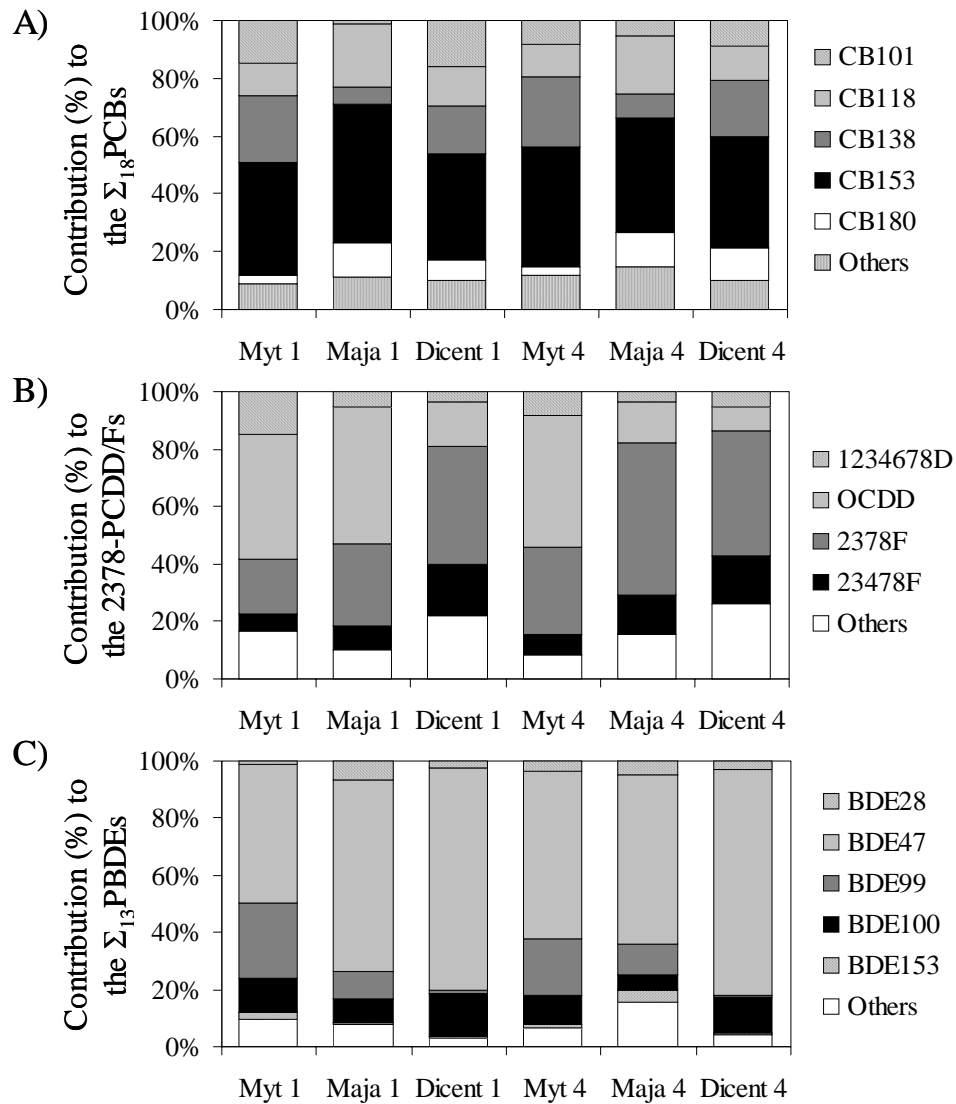 A)
Contribution (%) to
the Σ18PCBs
100%
80%
60%
40%
20%
0%
Myt 1 Maja 1 Dicent 1 Myt 4 Maja 4 Dicent 4
CB101
CB118
CB138
CB153
CB180
Others
B)
Contribution (%) to
the 2378-PCDD/Fs
100%
80%
60%
40%
20%
0%
Myt 1 Maja 1 Dicent 1 Myt 4 Maja 4 Dicent 4
1234678D
OCDD
2378F
23478F
Others
C)
Contribution (%) to
the Σ13PBDEs
100%
80%
60%
40%
20%
0%
Myt 1 Maja 1 Dicent 1 Myt 4 Maja 4 Dicent 4
BDE28
BDE47
BDE99
BDE100
BDE153
Others